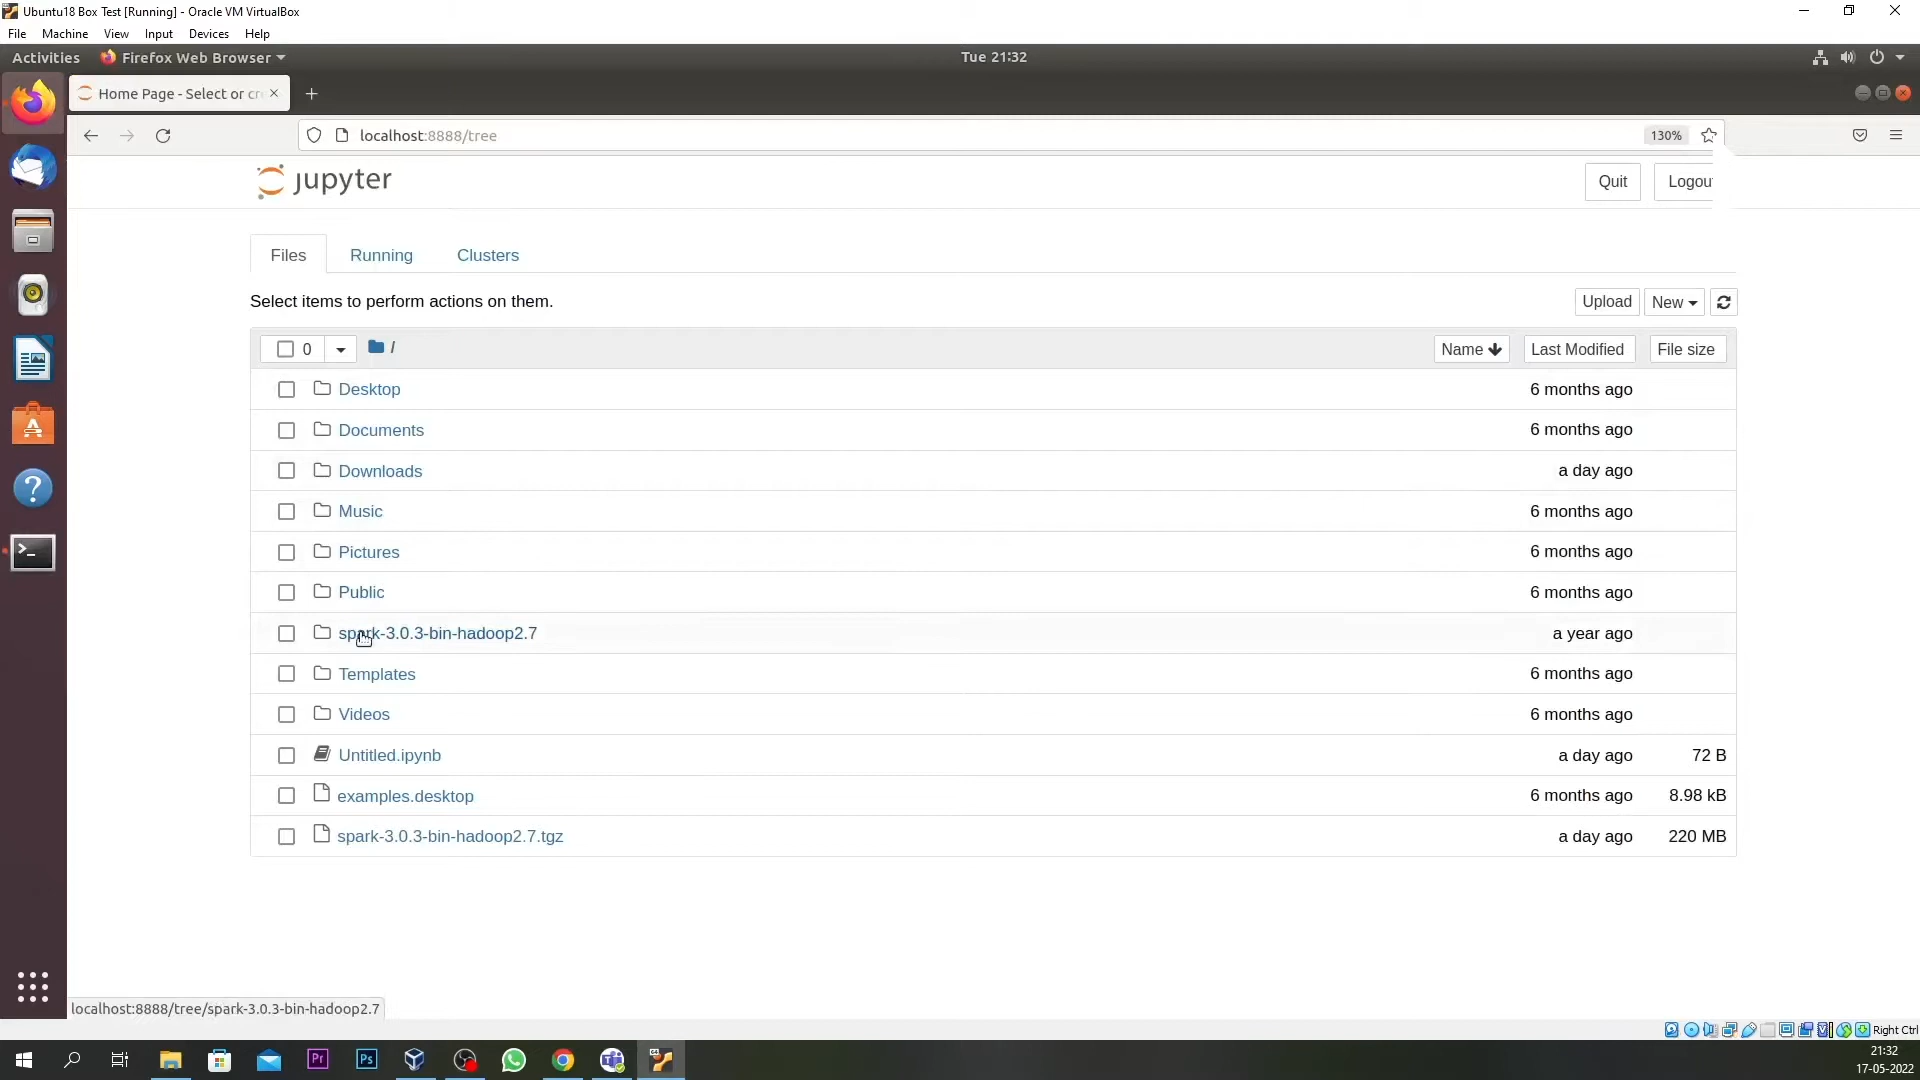 Ubuntu18 Box Test [Running] - Oracle VM VirtualBox
File Machine View Input Devices Help
Activities Firefox Web Browser Tue 21:32
Home Page - Select or cre
localhost:8888/tree 130%
jupyter Quit Logou
Files Running Clusters
Select items to perform actions on them. Upload New
0 / Name Last Modified File size
Desktop 6 months ago
Documents 6 months ago
Downloads a day ago
Music 6 months ago
Pictures 6 months ago
Public 6 months ago
spark-3.0.3-bin-hadoop2.7 a year ago
Templates 6 months ago
Videos 6 months ago
Untitled.ipynb a day ago 72 B
examples.desktop 6 months ago 8.98 kB
spark-3.0.3-bin-hadoop2.7.tgz a day ago 220 MB
localhost:8888/tree/spark-3.0.3-bin-hadoop2.7
Right Ctrl
Pr Ps 21:32
17-05-2022